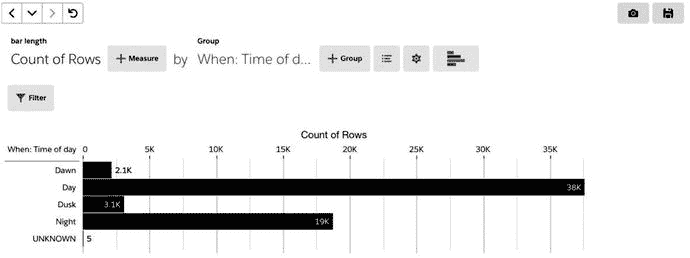 bar length
Count of Rows
+ Measure
by
Group
When: Time of d...
+ Group
Filter
Count of Rows
When: Time of day
0 5K 10K 15K 20K 25K 30K 35K
Dawn 2.1K
Day 38K
Dusk 3.1K
Night 19K
UNKNOWN 5